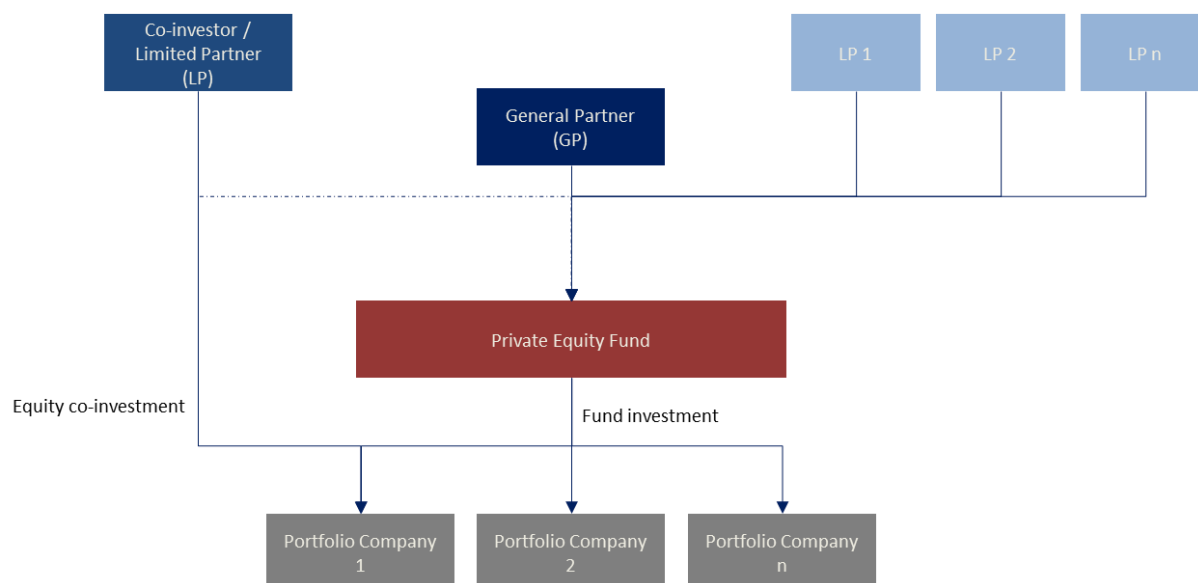 Co-investor /
Limited Partner
(LP)
LP 1
LP 2
LP n
General Partner
(GP)
Private Equity Fund
Equity co-investment
Fund investment
Portfolio Company
1
Portfolio Company
2
Portfolio Company
n